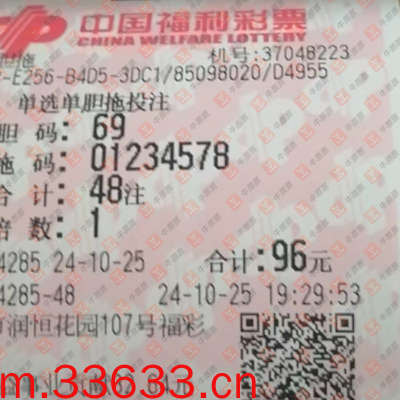 中国福利彩票
CHINA WELFARE LOTTERY
胆拖 机号:37048223
-E256-B4D5-3DC1/85098020/D4955
单选单胆拖投注
胆 码: 69
拖 码: 01234578
合 计: 48注
倍 数: 1
4285 24-10-25 合计:96元
4285-48 24-10-25 19:29:53
润恒花园107号福彩
m.33633.cn